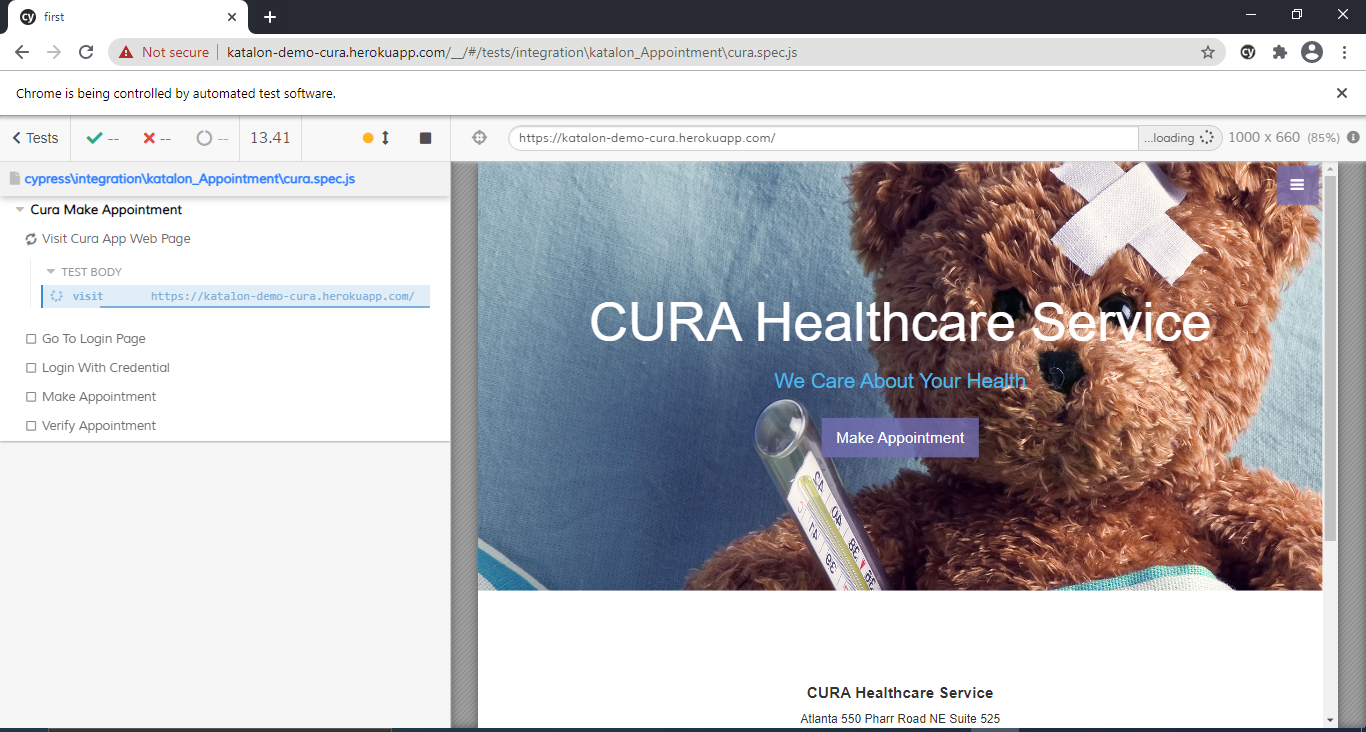 first
Not secure katalon-demo-cura.herokuapp.com/__/#/tests/integration\katalon_Appointment\cura.spec.js
Chrome is being controlled by automated test software.
Tests -- -- -- 13.41 https://katalon-demo-cura.herokuapp.com/ ...loading 1000 x 660 (85%)
cypress\integration\katalon_Appointment\cura.spec.js
Cura Make Appointment
Visit Cura App Web Page
TEST BODY
visit https://katalon-demo-cura.herokuapp.com/
Go To Login Page
Login With Credential
Make Appointment
Verify Appointment
CURA Healthcare Service
We Care About Your Health
Make Appointment
CURA Healthcare Service
Atlanta 550 Pharr Road NE Suite 525